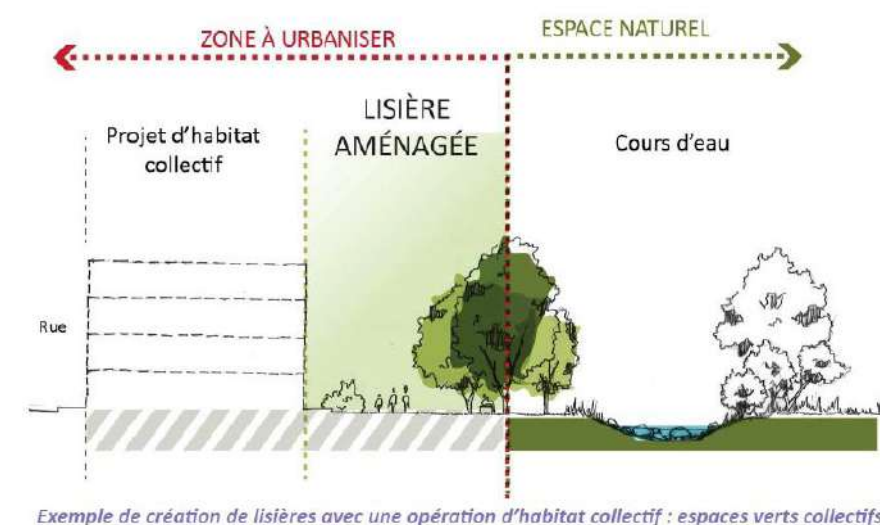 ZONE À URBANISER
ESPACE NATUREL
LISIÈRE
AMÉNAGÉE
Projet d'habitat
collectif
Cours d'eau
Rue
Exemple de création de lisières avec une opération d'habitat collectif : espaces verts collectifs